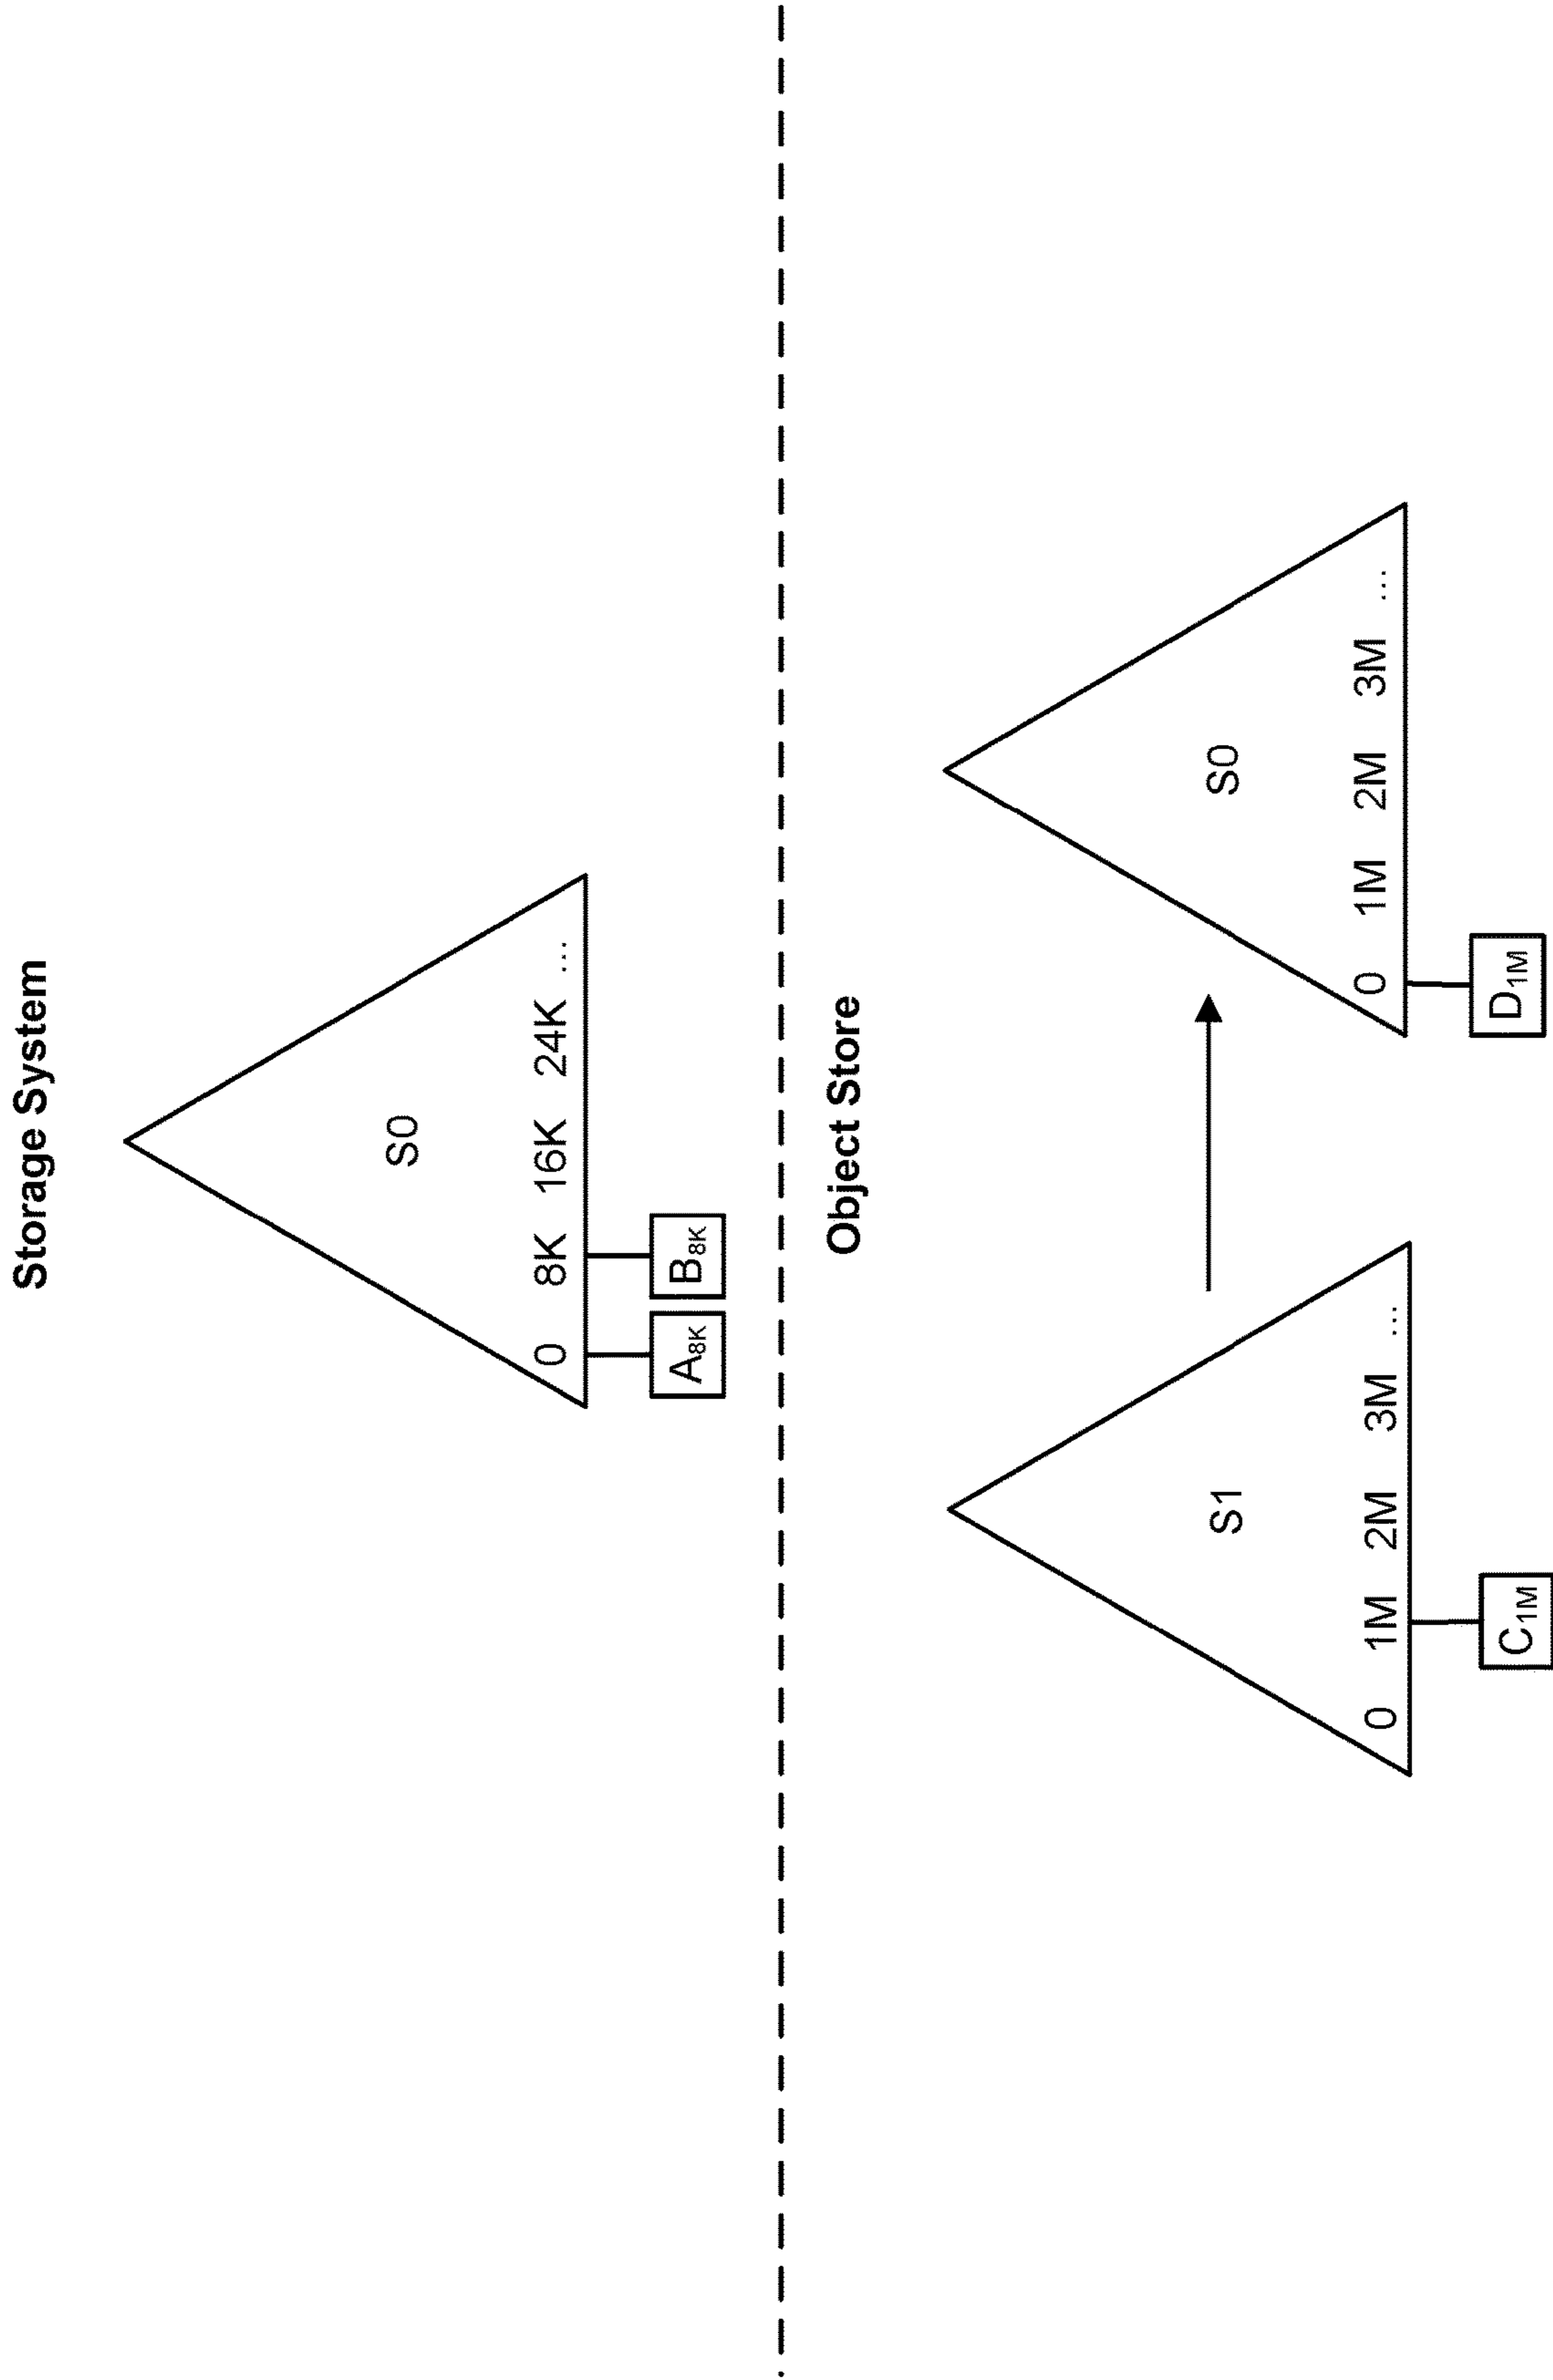 Storage System
S0
0 8K 16K 24K ...
A8K B8K
Object Store
S1
0 1M 2M 3M ...
C1M
S0
0 1M 2M 3M ...
D1M